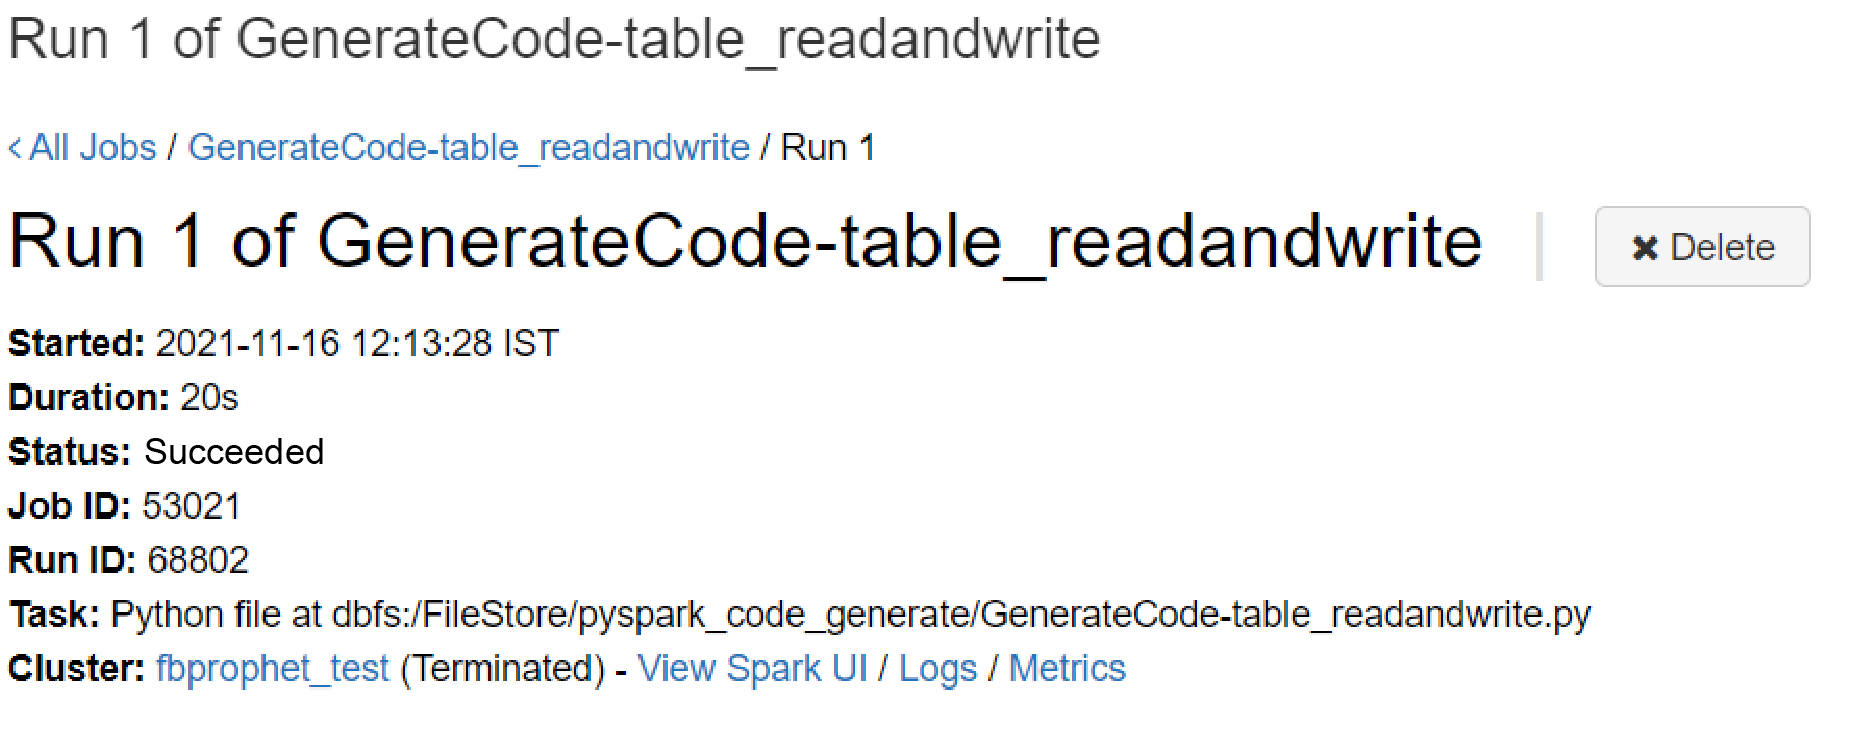 Run 1 of GenerateCode-table_readandwrite
< All Jobs / GenerateCode-table_readandwrite / Run 1
Run 1 of GenerateCode-table_readandwrite | ✖ Delete
Started: 2021-11-16 12:13:28 IST
Duration: 20s
Status: Succeeded
Job ID: 53021
Run ID: 68802
Task: Python file at dbfs:/FileStore/pyspark_code_generate/GenerateCode-table_readandwrite.py
Cluster: fbprophet_test (Terminated) - View Spark UI / Logs / Metrics